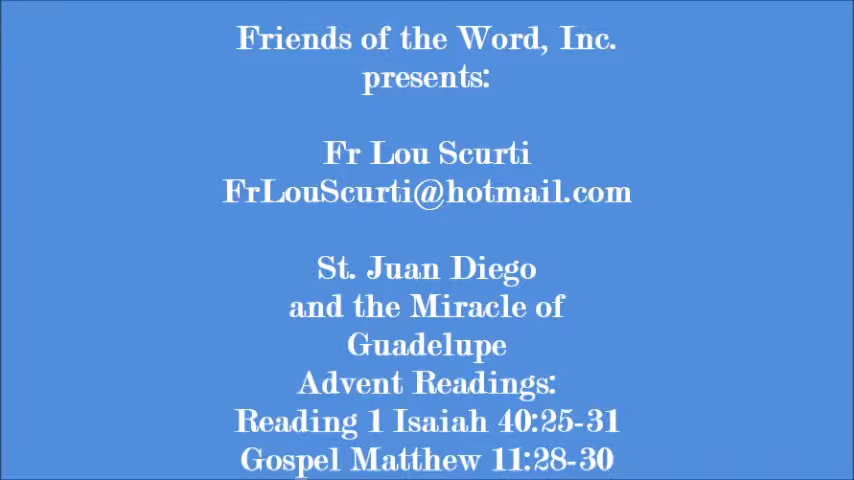 Friends of the Word, Inc.
presents:
Fr Lou Scurti
FrLouScurti@hotmail.com
St. Juan Diego
and the Miracle of
Guadelupe
Advent Readings:
Reading 1 Isaiah 40:25-31
Gospel Matthew 11:28-30